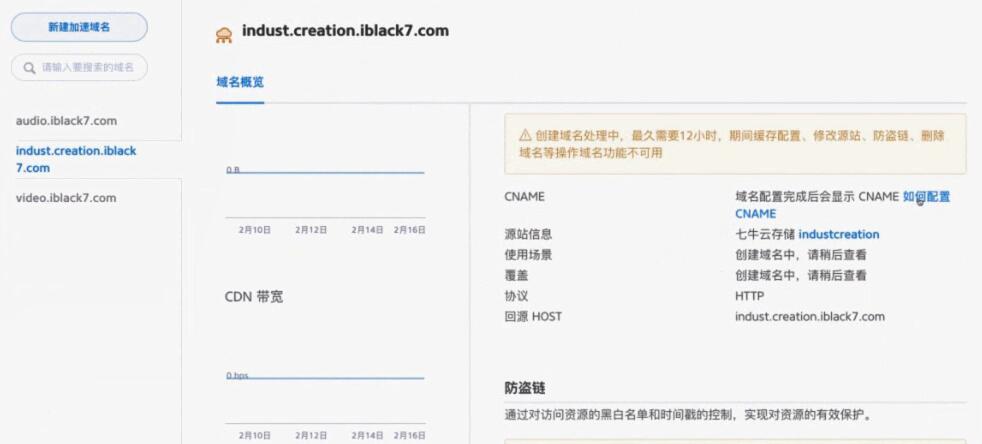 新建加速域名
请输入要搜索的域名
audio.iblack7.com
indust.creation.iblack
7.com
video.iblack7.com
indust.creation.iblack7.com
域名概览
0 B
2月10日 2月12日 2月14日 2月16日
CDN 带宽
0 bps
2月10日 2月12日 2月14日 2月16日
创建域名处理中，最久需要12小时，期间缓存配置、修改源站、防盗链、删除
域名等操作域名功能不可用
CNAME 域名配置完成后会显示 CNAME 如何配置
CNAME
源站信息 七牛云存储 industcreation
使用场景 创建域名中，请稍后查看
覆盖 创建域名中，请稍后查看
协议 HTTP
回源 HOST indust.creation.iblack7.com
防盗链
通过对访问资源的黑白名单和时间戳的控制，实现对资源的有效保护。